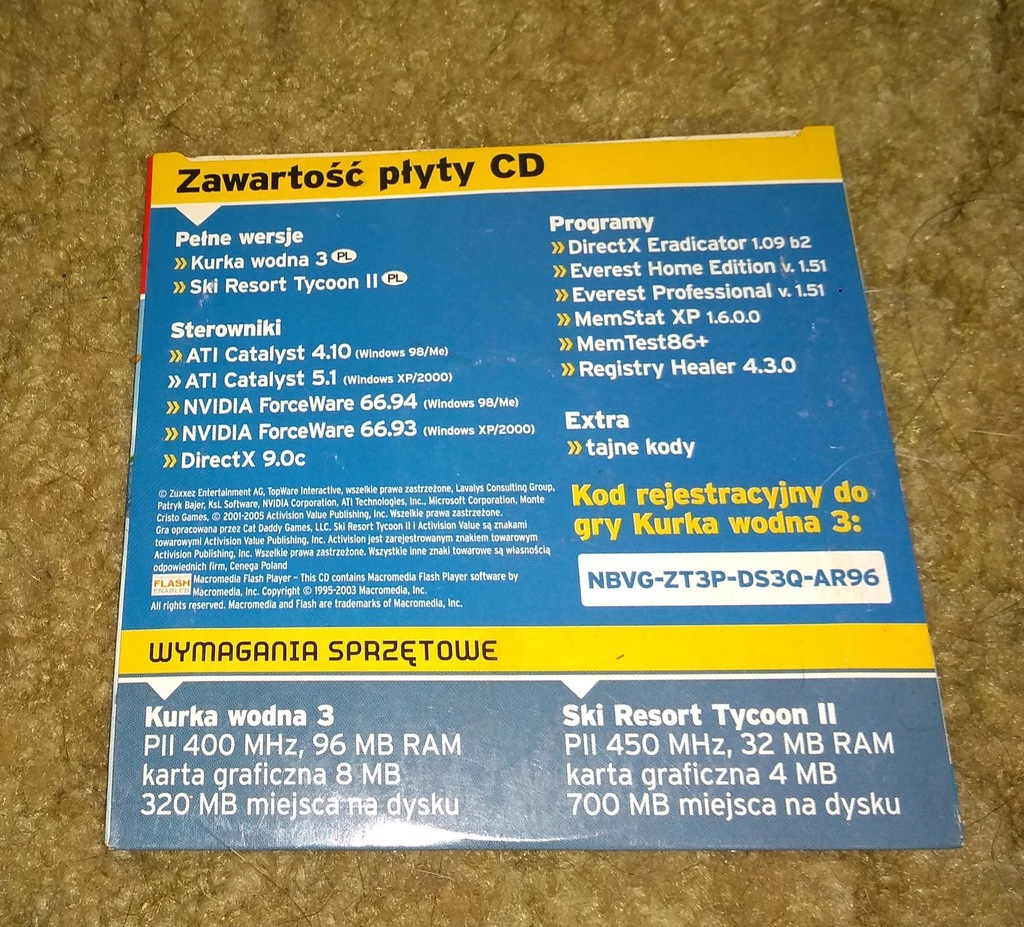 Zawartość płyty CD
Pełne wersje
» Kurka wodna 3 PL
» Ski Resort Tycoon II PL
Sterowniki
» ATI Catalyst 4.10 (Windows 98/Me)
» ATI Catalyst 5.1 (Windows XP/2000)
» NVIDIA ForceWare 66.94 (Windows 98/Me)
» NVIDIA ForceWare 66.93 (Windows XP/2000)
» DirectX 9.0c
© Zuxxez Entertainment AG, TopWare Interactive, wszelkie prawa zastrzeżone, Lavalys Consulting Group,
Patryk Bajer, KsL Software, NVIDIA Corporation, ATI Technologies, Inc., Microsoft Corporation, Monte
Cristo Games, © 2001-2005 Activision Value Publishing, Inc. Wszelkie prawa zastrzeżone.
Gra opracowana przez Cat Daddy Games, LLC. Ski Resort Tycoon II i Activision Value są znakami
towarowymi Activision Value Publishing, Inc. Activision jest zarejestrowanym znakiem towarowym
Activision Publishing, Inc. Wszelkie prawa zastrzeżone. Wszystkie inne znaki towarowe są własnością
odpowiednich firm, Cenega Poland
FLASH
ENABLED
Macromedia Flash Player - This CD contains Macromedia Flash Player software by
Macromedia, Inc. Copyright © 1995-2003 Macromedia, Inc.
All rights reserved. Macromedia and Flash are trademarks of Macromedia, Inc.
Programy
» DirectX Eradicator 1.09 b2
» Everest Home Edition v. 1.51
» Everest Professional v. 1.51
» MemStat XP 1.6.0.0
» MemTest86+
» Registry Healer 4.3.0
Extra
» tajne kody
Kod rejestracyjny do
gry Kurka wodna 3:
NBVG-ZT3P-DS3Q-AR96
WYMAGANIA SPRZĘTOWE
Kurka wodna 3
PII 400 MHz, 96 MB RAM
karta graficzna 8 MB
320 MB miejsca na dysku
Ski Resort Tycoon II
PII 450 MHz, 32 MB RAM
karta graficzna 4 MB
700 MB miejsca na dysku